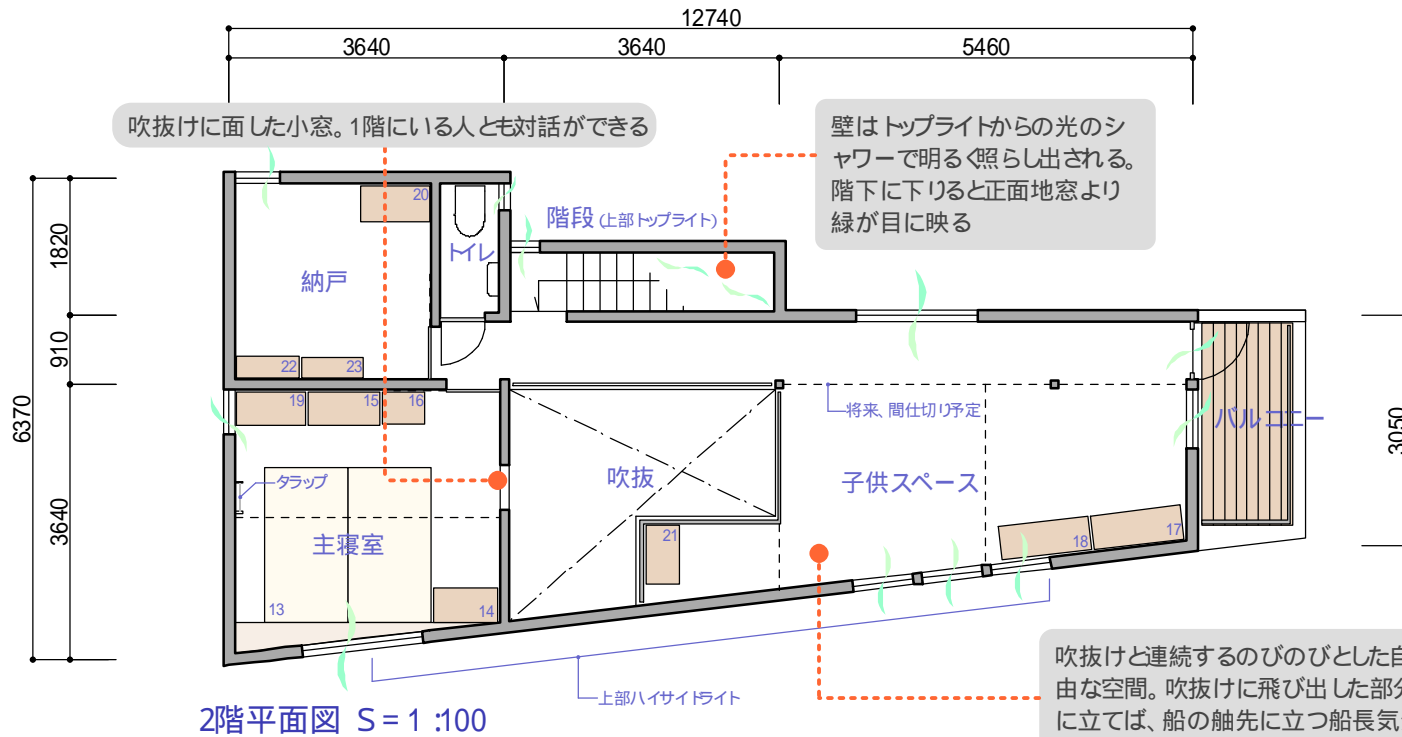 12740
3640
3640
5460
吹抜けに面した小窓。1階にいる人とも対話ができる
壁はトップライトからの光のシ
ャワーで明るく照らし出される。
階下に下りると正面地窓より
緑が目に映る
20
階段(上部トップライト)
トイレ
1820
納戸
910
22
23
19
15
16
将来、間仕切り予定
バルコニー
6370
3050
吹抜
子供スペース
タラップ
3640
主寝室
21
18
17
13
14
上部ハイサイドライト
吹抜けと連続するのびのびとした自
由な空間。吹抜けに飛び出した部分
に立てば、船の舳先に立つ船長気
2階平面図 S=1:100